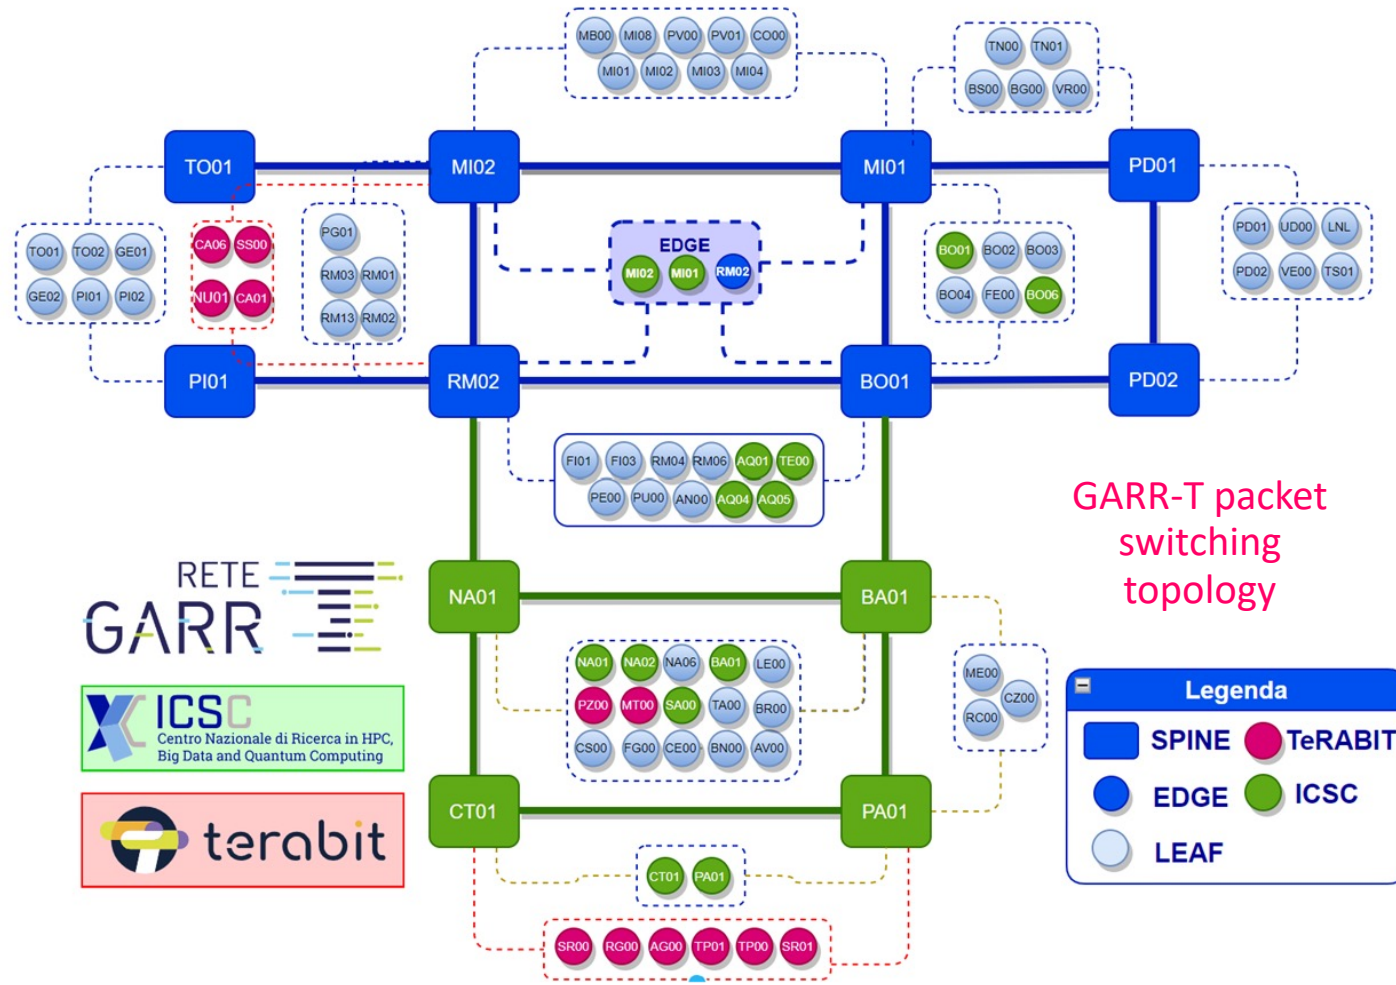 MB00 MI08 PV00 PV01 CO00
MI01 MI02 MI03 MI04
TN00 TN01
BS00 BG00 VR00
TO01
MI02
MI01
PD01
TO01 TO02 GE01
GE02 PI01 PI02
CA06 SS00
NU01 CA01
PG01
RM03 RM01
RM13 RM02
EDGE
MI02 MI01 RM02
BO01 BO02 BO03
BO04 FE00 BO06
PD01 UD00 LNL
PD02 VE00 TS01
PI01
RM02
BO01
PD02
FI01 FI03 RM04 RM06 AQ01 TE00
PE00 PU00 AN00 AQ04 AQ05
GARR-T packet
switching
topology
RETE
GARR
NA01
BA01
NA01 NA02 NA06 BA01 LE00
PZ00 MT00 SA00 TA00 BR00
CS00 FG00 CE00 BN00 AV00
ME00
CZ00
RC00
ICSC
Centro Nazionale di Ricerca in HPC,
Big Data and Quantum Computing
Legenda
SPINE TeRABIT
EDGE ICSC
LEAF
CT01
PA01
terabit
CT01 PA01
SR00 RG00 AG00 TP01 TP00 SR01